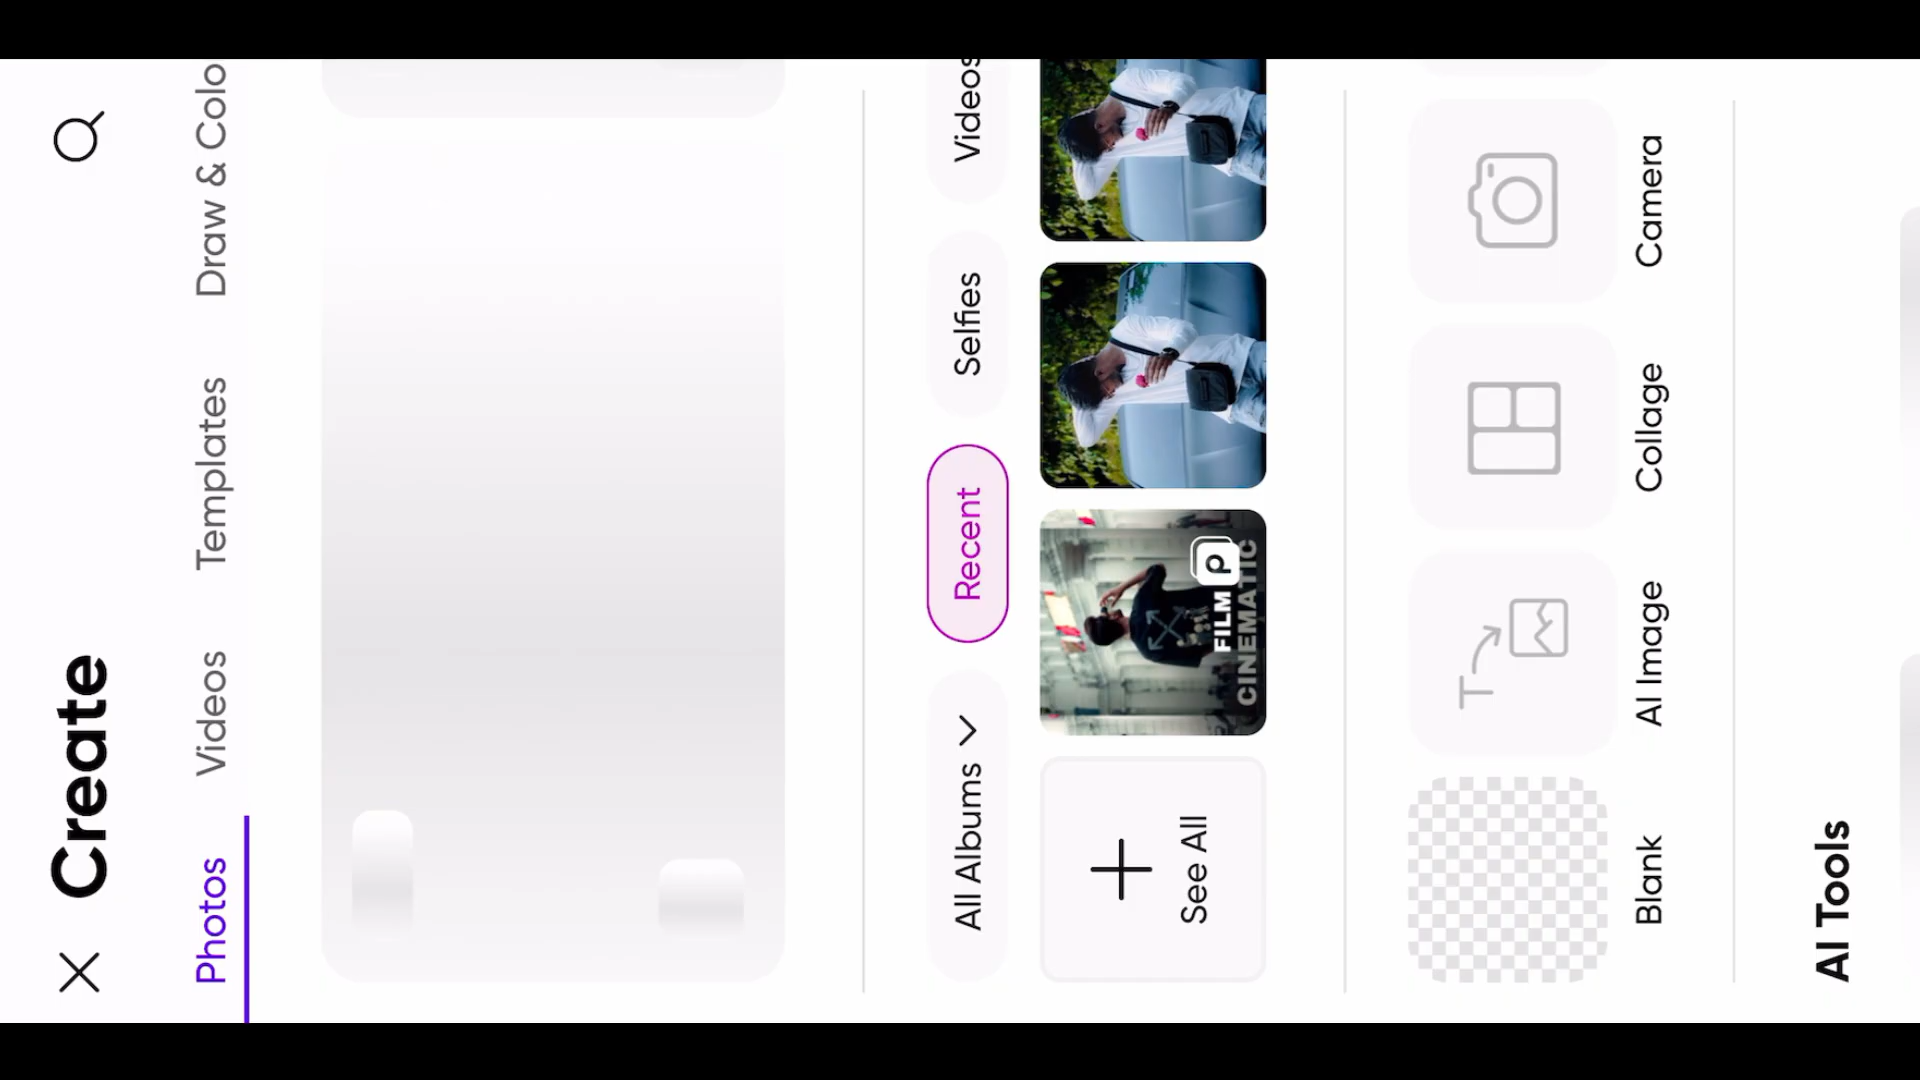 Create
Photos Videos Templates Draw & Colo
All Albums Recent Selfies Videos
See All
FILM
CINEMATIC
Blank AI Image Collage Camera
AI Tools